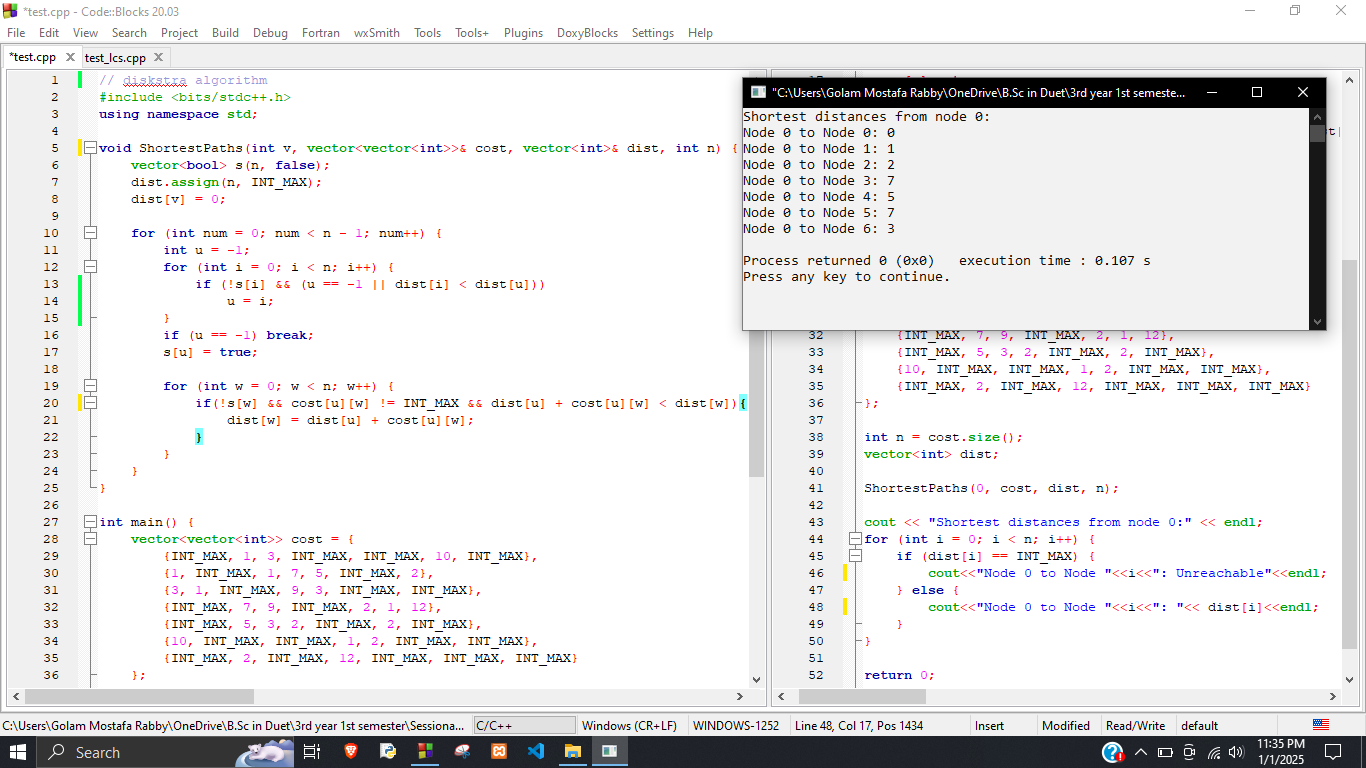 *test.cpp - Code::Blocks 20.03
File Edit View Search Project Build Debug Fortran wxSmith Tools Tools+ Plugins DoxyBlocks Settings Help
*test.cpp test_lcs.cpp
1 // diskstra algorithm
2 #include <bits/stdc++.h>
3 using namespace std;
4
5 void ShortestPaths(int v, vector<vector<int>>& cost, vector<int>& dist, int n) {
6 vector<bool> s(n, false);
7 dist.assign(n, INT_MAX);
8 dist[v] = 0;
9
10 for (int num = 0; num < n - 1; num++) {
11 int u = -1;
12 for (int i = 0; i < n; i++) {
13 if (!s[i] && (u == -1 || dist[i] < dist[u]))
14 u = i;
15 }
16 if (u == -1) break;
17 s[u] = true;
18
19 for (int w = 0; w < n; w++) {
20 if(!s[w] && cost[u][w] != INT_MAX && dist[u] + cost[u][w] < dist[w]){
21 dist[w] = dist[u] + cost[u][w];
22 }
23 }
24 }
25 }
26
27 int main() {
28 vector<vector<int>> cost = {
29 {INT_MAX, 1, 3, INT_MAX, INT_MAX, 10, INT_MAX},
30 {1, INT_MAX, 1, 7, 5, INT_MAX, 2},
31 {3, 1, INT_MAX, 9, 3, INT_MAX, INT_MAX},
32 {INT_MAX, 7, 9, INT_MAX, 2, 1, 12},
33 {INT_MAX, 5, 3, 2, INT_MAX, 2, INT_MAX},
34 {10, INT_MAX, INT_MAX, 1, 2, INT_MAX, INT_MAX},
35 {INT_MAX, 2, INT_MAX, 12, INT_MAX, INT_MAX, INT_MAX}
36 };
"C:\Users\Golam Mostafa Rabby\OneDrive\B.Sc in Duet\3rd year 1st semeste...
Shortest distances from node 0:
Node 0 to Node 0: 0
Node 0 to Node 1: 1
Node 0 to Node 2: 2
Node 0 to Node 3: 7
Node 0 to Node 4: 5
Node 0 to Node 5: 7
Node 0 to Node 6: 3
Process returned 0 (0x0) execution time : 0.107 s
Press any key to continue.
32 {INT_MAX, 7, 9, INT_MAX, 2, 1, 12},
33 {INT_MAX, 5, 3, 2, INT_MAX, 2, INT_MAX},
34 {10, INT_MAX, INT_MAX, 1, 2, INT_MAX, INT_MAX},
35 {INT_MAX, 2, INT_MAX, 12, INT_MAX, INT_MAX, INT_MAX}
36 };
37
38 int n = cost.size();
39 vector<int> dist;
40
41 ShortestPaths(0, cost, dist, n);
42
43 cout << "Shortest distances from node 0:" << endl;
44 for (int i = 0; i < n; i++) {
45 if (dist[i] == INT_MAX) {
46 cout<<"Node 0 to Node "<<i<<": Unreachable"<<endl;
47 } else {
48 cout<<"Node 0 to Node "<<i<<": "<< dist[i]<<endl;
49 }
50 }
51
52 return 0;
C:\Users\Golam Mostafa Rabby\OneDrive\B.Sc in Duet\3rd year 1st semester\Sessiona... C/C++ Windows (CR+LF) WINDOWS-1252 Line 48, Col 17, Pos 1434 Insert Modified Read/Write default
Search
11:35 PM
1/1/2025